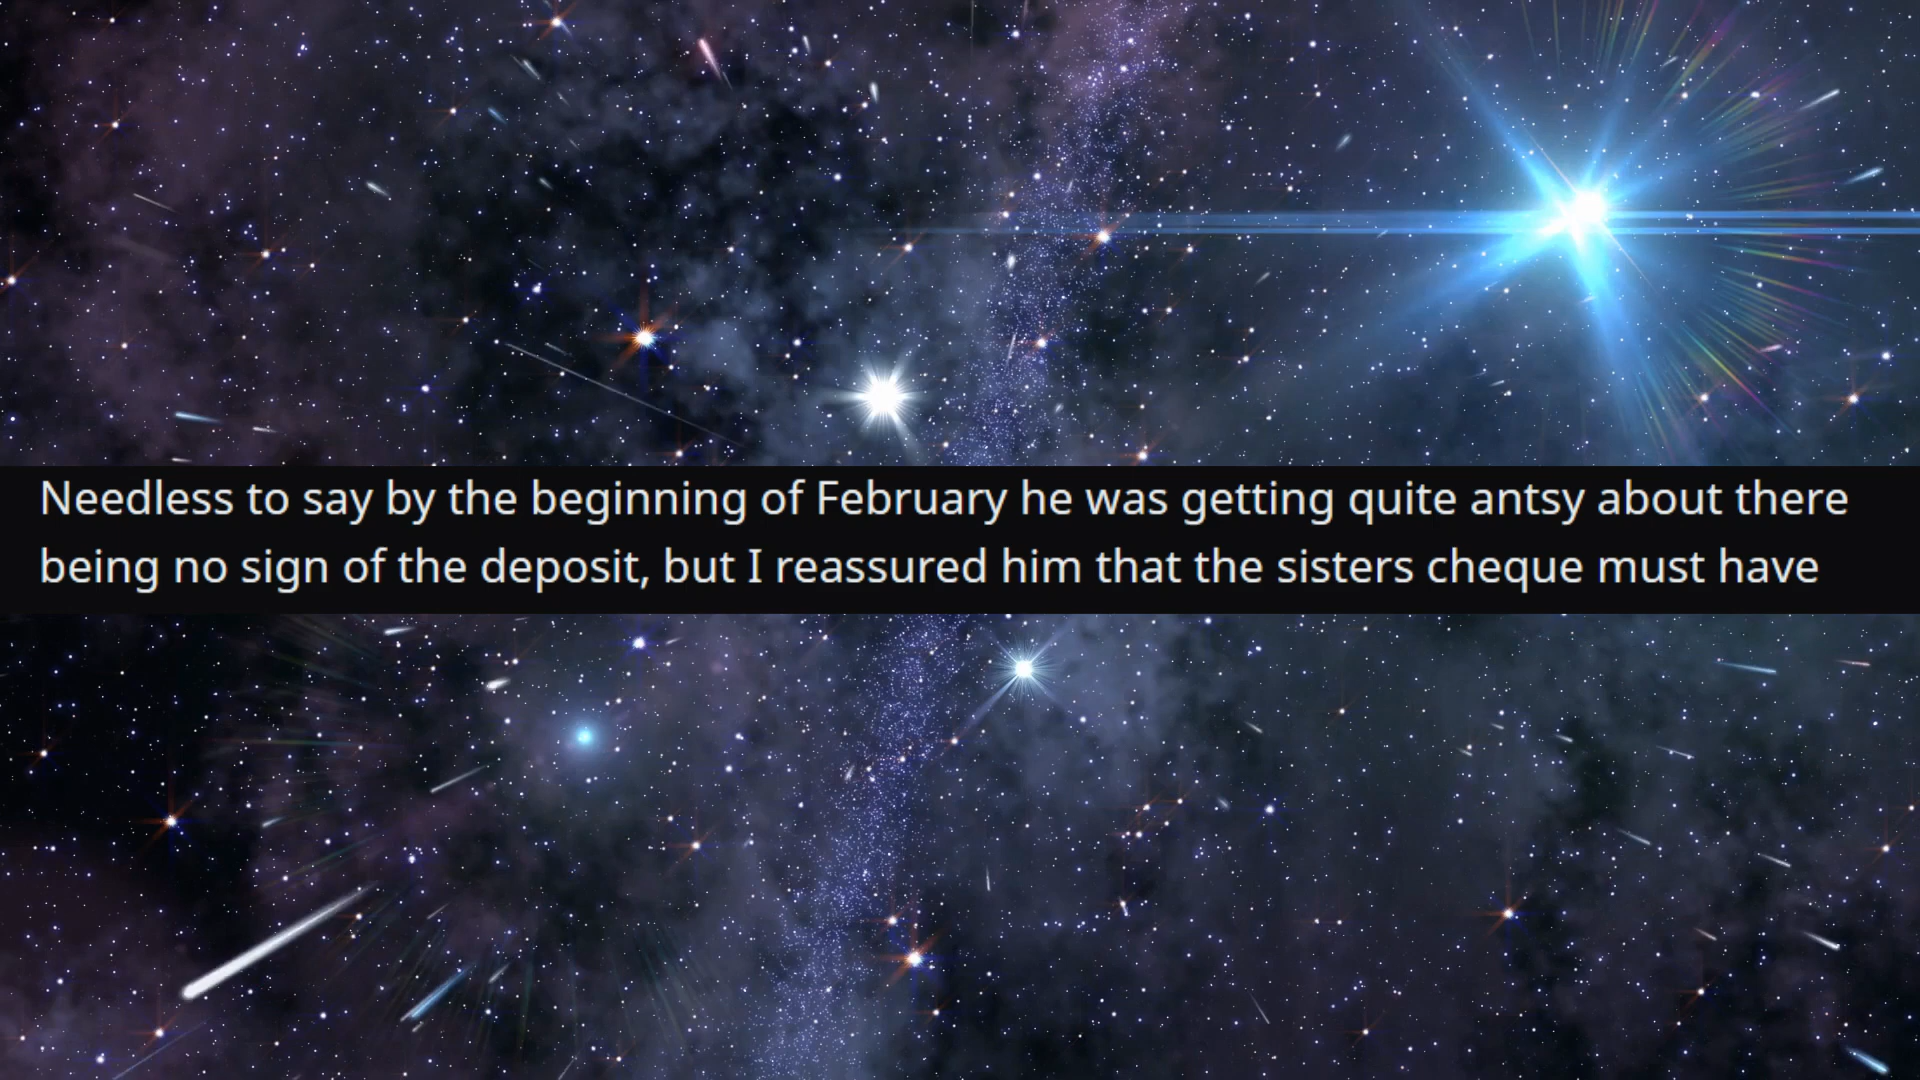 Needless to say by the beginning of February he was getting quite antsy about there
being no sign of the deposit, but I reassured him that the sisters cheque must have